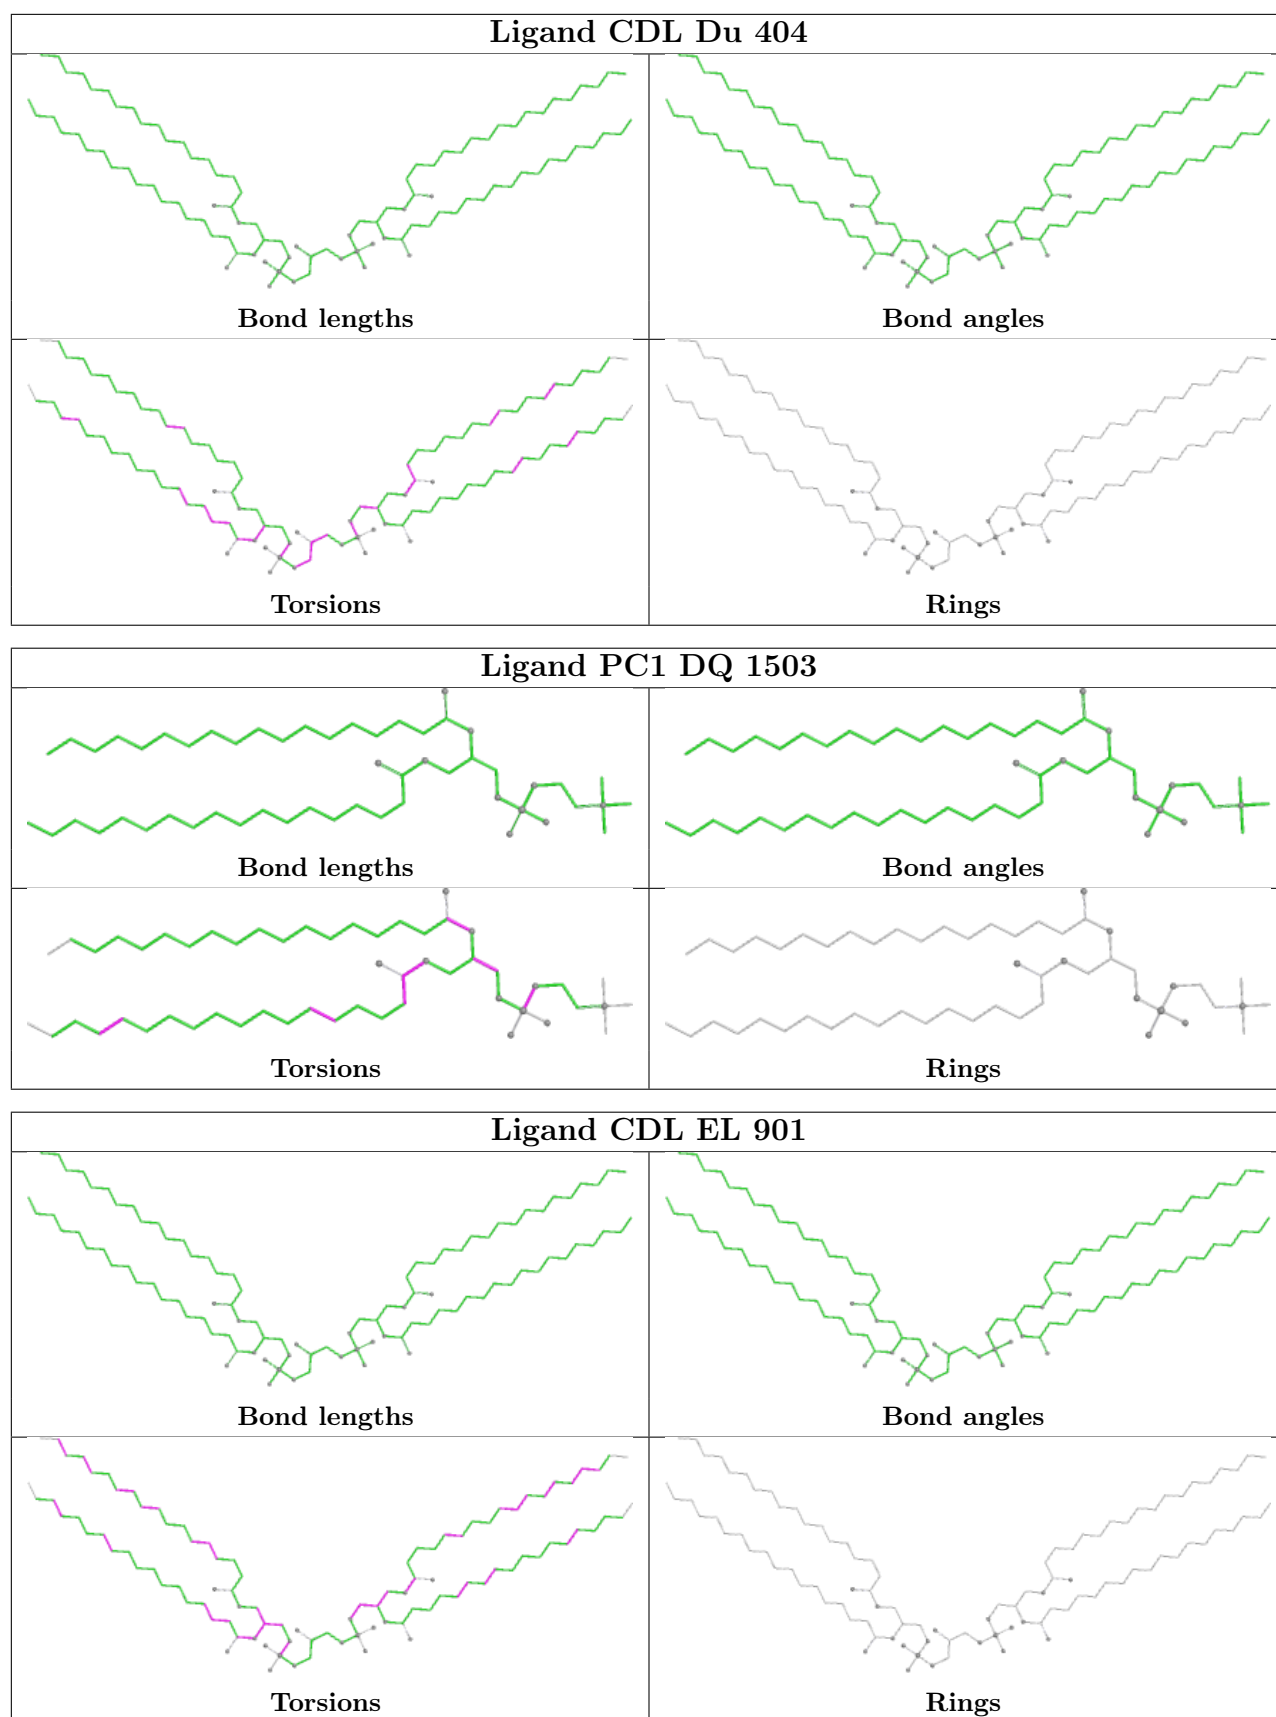 Ligand CDL Du 404
Bond lengths
Bond angles
Torsions
Rings
Ligand PC1 DQ 1503
Bond lengths
Bond angles
Torsions
Rings
Ligand CDL EL 901
Bond lengths
Bond angles
Torsions
Rings